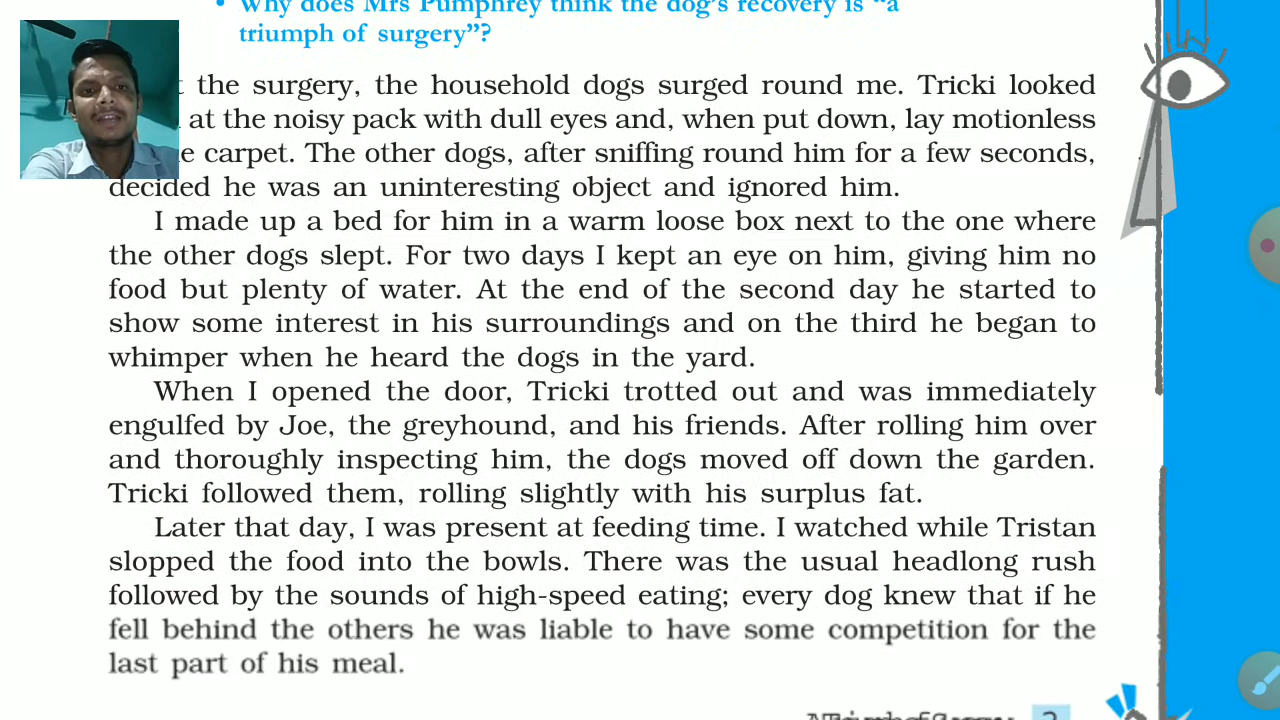 • Why does Mrs Pumphrey think the dog's recovery is "a
triumph of surgery"?
the surgery, the household dogs surged round me. Tricki looked
at the noisy pack with dull eyes and, when put down, lay motionless
carpet. The other dogs, after sniffing round him for a few seconds,
decided he was an uninteresting object and ignored him.
I made up a bed for him in a warm loose box next to the one where
the other dogs slept. For two days I kept an eye on him, giving him no
food but plenty of water. At the end of the second day he started to
show some interest in his surroundings and on the third he began to
whimper when he heard the dogs in the yard.
When I opened the door, Tricki trotted out and was immediately
engulfed by Joe, the greyhound, and his friends. After rolling him over
and thoroughly inspecting him, the dogs moved off down the garden.
Tricki followed them, rolling slightly with his surplus fat.
Later that day, I was present at feeding time. I watched while Tristan
slopped the food into the bowls. There was the usual headlong rush
followed by the sounds of high-speed eating; every dog knew that if he
fell behind the others he was liable to have some competition for the
last part of his meal.